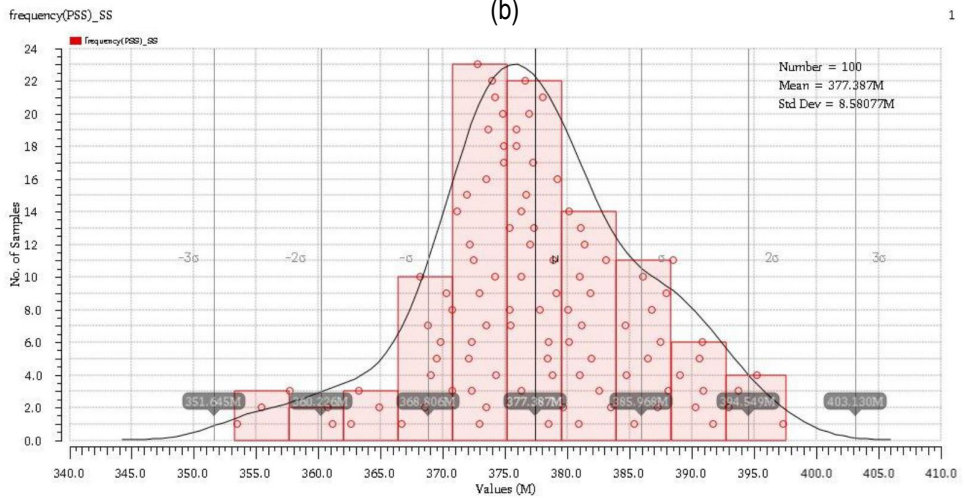 (b)
frequency(PSS)_SS
1
frequency(PSS)_SS
Number = 100
Mean = 377.387M
Std Dev = 8.58077M
No. of Samples
24
22
20
18
16
14
12
10
8.0
6.0
4.0
2.0
0.0
-3σ -2σ -σ μ σ 2σ 3σ
351.645M 360.226M 368.806M 377.387M 385.968M 394.549M 403.130M
340.0 345.0 350.0 355.0 360.0 365.0 370.0 375.0 380.0 385.0 390.0 395.0 400.0 405.0 410.0
Values (M)